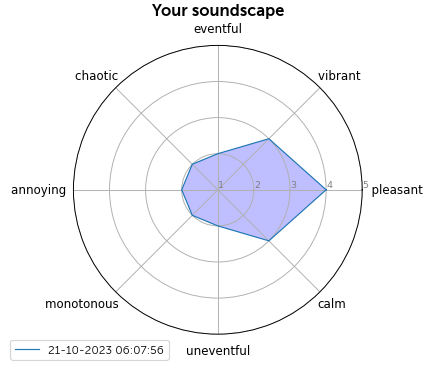 Your soundscape
eventful
chaotic
vibrant
annoying
1
2
3
4
5
pleasant
monotonous
calm
uneventful
21-10-2023 06:07:56